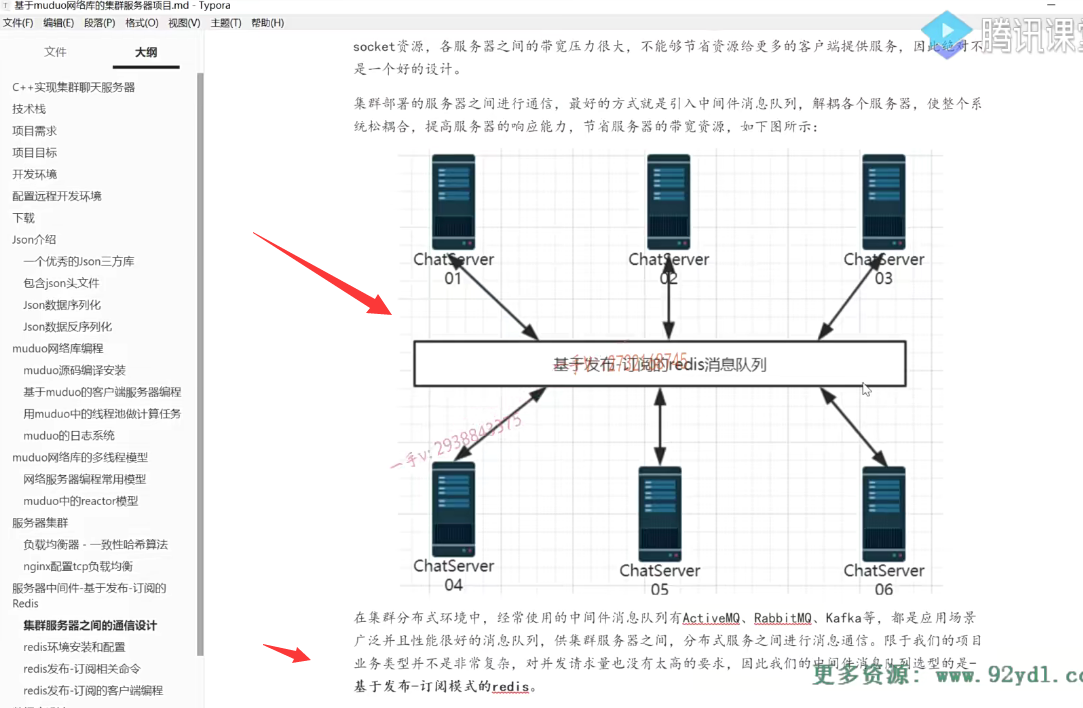 基于muduo网络库的集群服务器项目.md - Typora
文件(F) 编辑(E) 段落(P) 格式(O) 视图(V) 主题(T) 帮助(H)
文件 大纲
C++实现集群聊天服务器
技术栈
项目需求
项目目标
开发环境
配置远程开发环境
下载
Json介绍
一个优秀的Json三方库
包含json头文件
Json数据序列化
Json数据反序列化
muduo网络库编程
muduo源码编译安装
基于muduo的客户端服务器编程
用muduo中的线程池做计算任务
muduo的日志系统
muduo网络库的多线程模型
网络服务器编程常用模型
muduo中的reactor模型
服务器集群
负载均衡器 - 一致性哈希算法
nginx配置tcp负载均衡
服务器中间件-基于发布-订阅的
Redis
集群服务器之间的通信设计
redis环境安装和配置
redis发布-订阅相关命令
redis发布-订阅的客户端编程
腾讯课堂
socket资源，各服务器之间的带宽压力很大，不能够节省资源给更多的客户端提供服务，因此绝对不
是一个好的设计。
集群部署的服务器之间进行通信，最好的方式就是引入中间件消息队列，解耦各个服务器，使整个系
统松耦合，提高服务器的响应能力，节省服务器的带宽资源，如下图所示：
ChatServer
01
ChatServer
02
ChatServer
03
基于发布-订阅的redis消息队列
一手v: 2938843375
ChatServer
04
ChatServer
05
ChatServer
06
在集群分布式环境中，经常使用的中间件消息队列有ActiveMQ、RabbitMQ、Kafka等，都是应用场景
广泛并且性能很好的消息队列，供集群服务器之间，分布式服务之间进行消息通信。限于我们的项目
业务类型并不是非常复杂，对并发请求量也没有太高的要求，因此我们的中间件消息队列选型的是-
基于发布-订阅模式的redis。
更多资源: www.92ydl.co